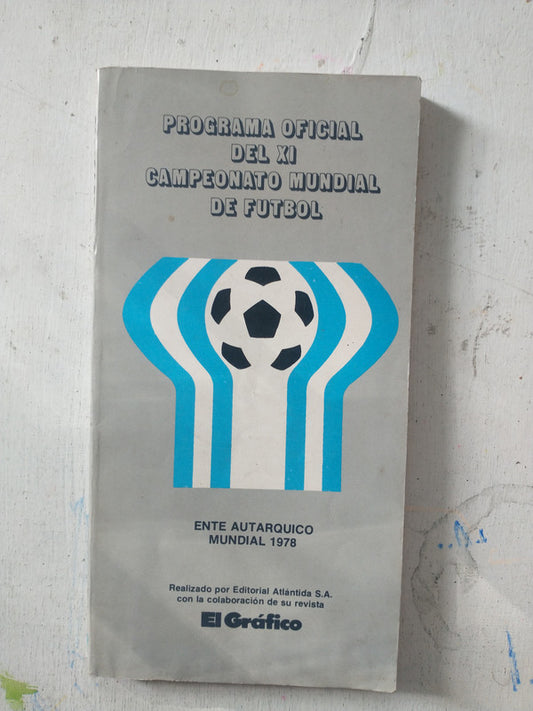 PROGRAMA OFICIAL
DEL XI
CAMPEONATO MUNDIAL
DE FUTBOL
ENTE AUTARQUICO
MUNDIAL 1978
Realizado por Editorial Atlántida S.A.
con la colaboración de su revista
El Gráfico